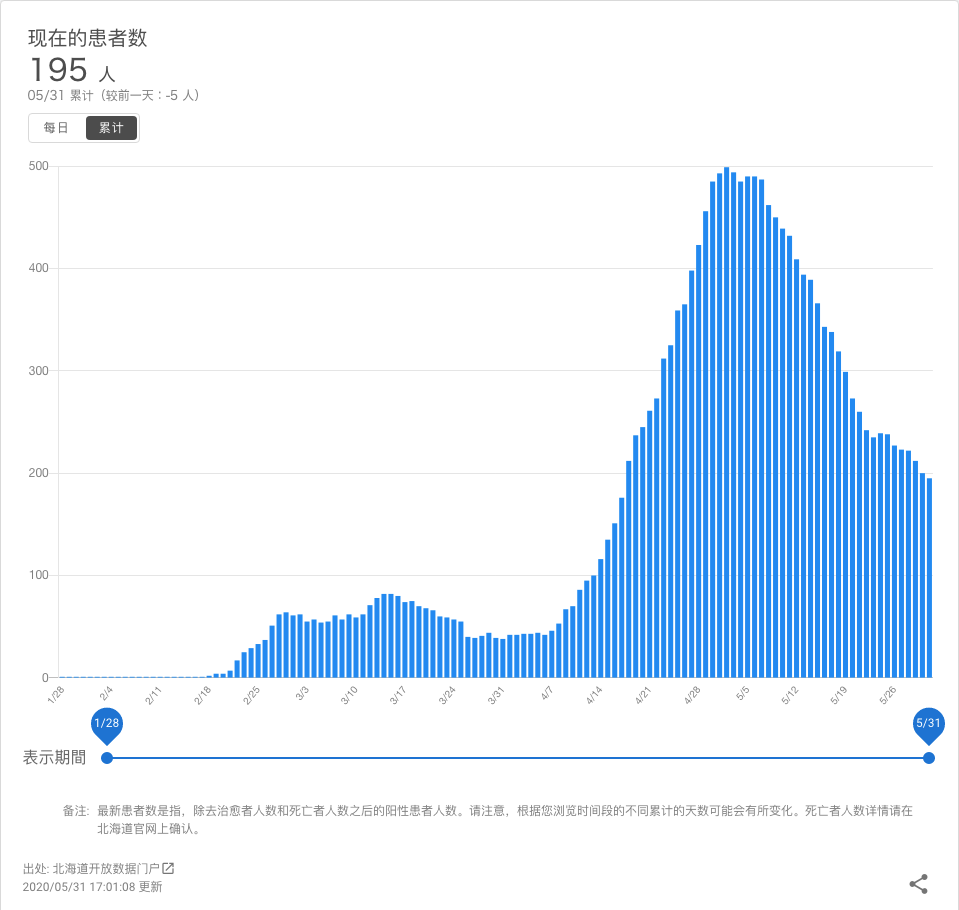 现在的患者数
195 人
05/31 累计（较前一天：-5 人）
每日 累计
500
400
300
200
100
0
1/28 2/4 2/11 2/18 2/25 3/3 3/10 3/17 3/24 3/31 4/7 4/14 4/21 4/28 5/5 5/12 5/19 5/26
1/28 5/31
表示期間
备注: 最新患者数是指，除去治愈者人数和死亡者人数之后的阳性患者人数。请注意，根据您浏览时间段的不同累计的天数可能会有所变化。死亡者人数详情请在
北海道官网上确认。
出处: 北海道开放数据门户
2020/05/31 17:01:08 更新